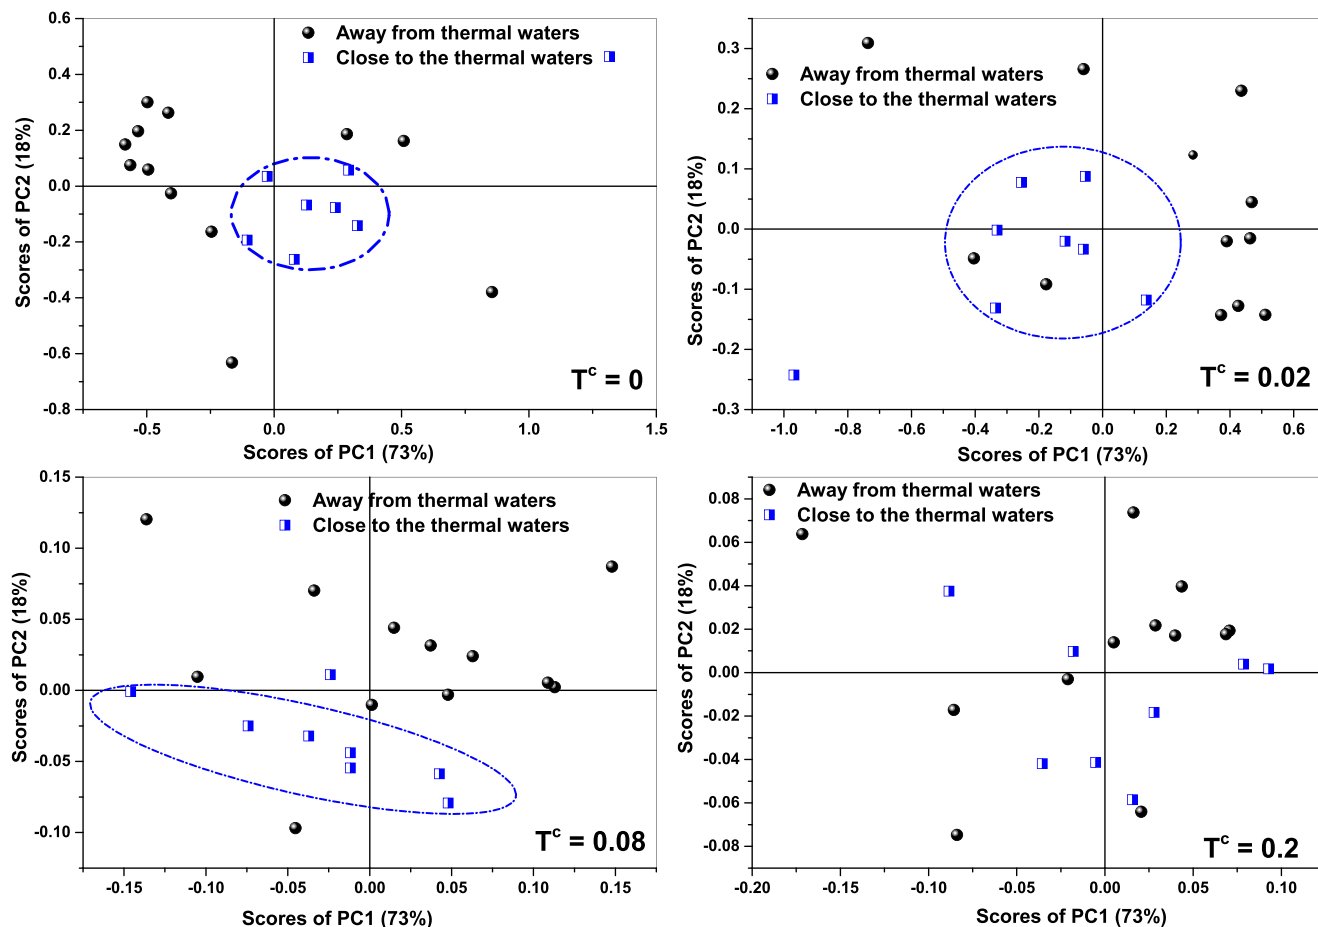 0.6
0.4
0.2
0.0
-0.2
-0.4
-0.6
-0.8
Scores of PC2 (18%)
Away from thermal waters
Close to the thermal waters
T^c = 0
-0.5
0.0
0.5
1.0
1.5
Scores of PC1 (73%)
0.3
0.2
0.1
0.0
-0.1
-0.2
-0.3
Scores of PC2 (18%)
Away from thermal waters
Close to the thermal waters
T^c = 0.02
-1.0
-0.8
-0.6
-0.4
-0.2
0.0
0.2
0.4
0.6
Scores of PC1 (73%)
0.15
0.10
0.05
0.00
-0.05
-0.10
Scores of PC2 (18%)
Away from thermal waters
Close to the thermal waters
T^c = 0.08
-0.15
-0.10
-0.05
0.00
0.05
0.10
0.15
Scores of PC1 (73%)
0.08
0.06
0.04
0.02
0.00
-0.02
-0.04
-0.06
-0.08
Scores of PC2 (18%)
Away from thermal waters
Close to the thermal waters
T^c = 0.2
-0.20
-0.15
-0.10
-0.05
0.00
0.05
0.10
Scores of PC1 (73%)